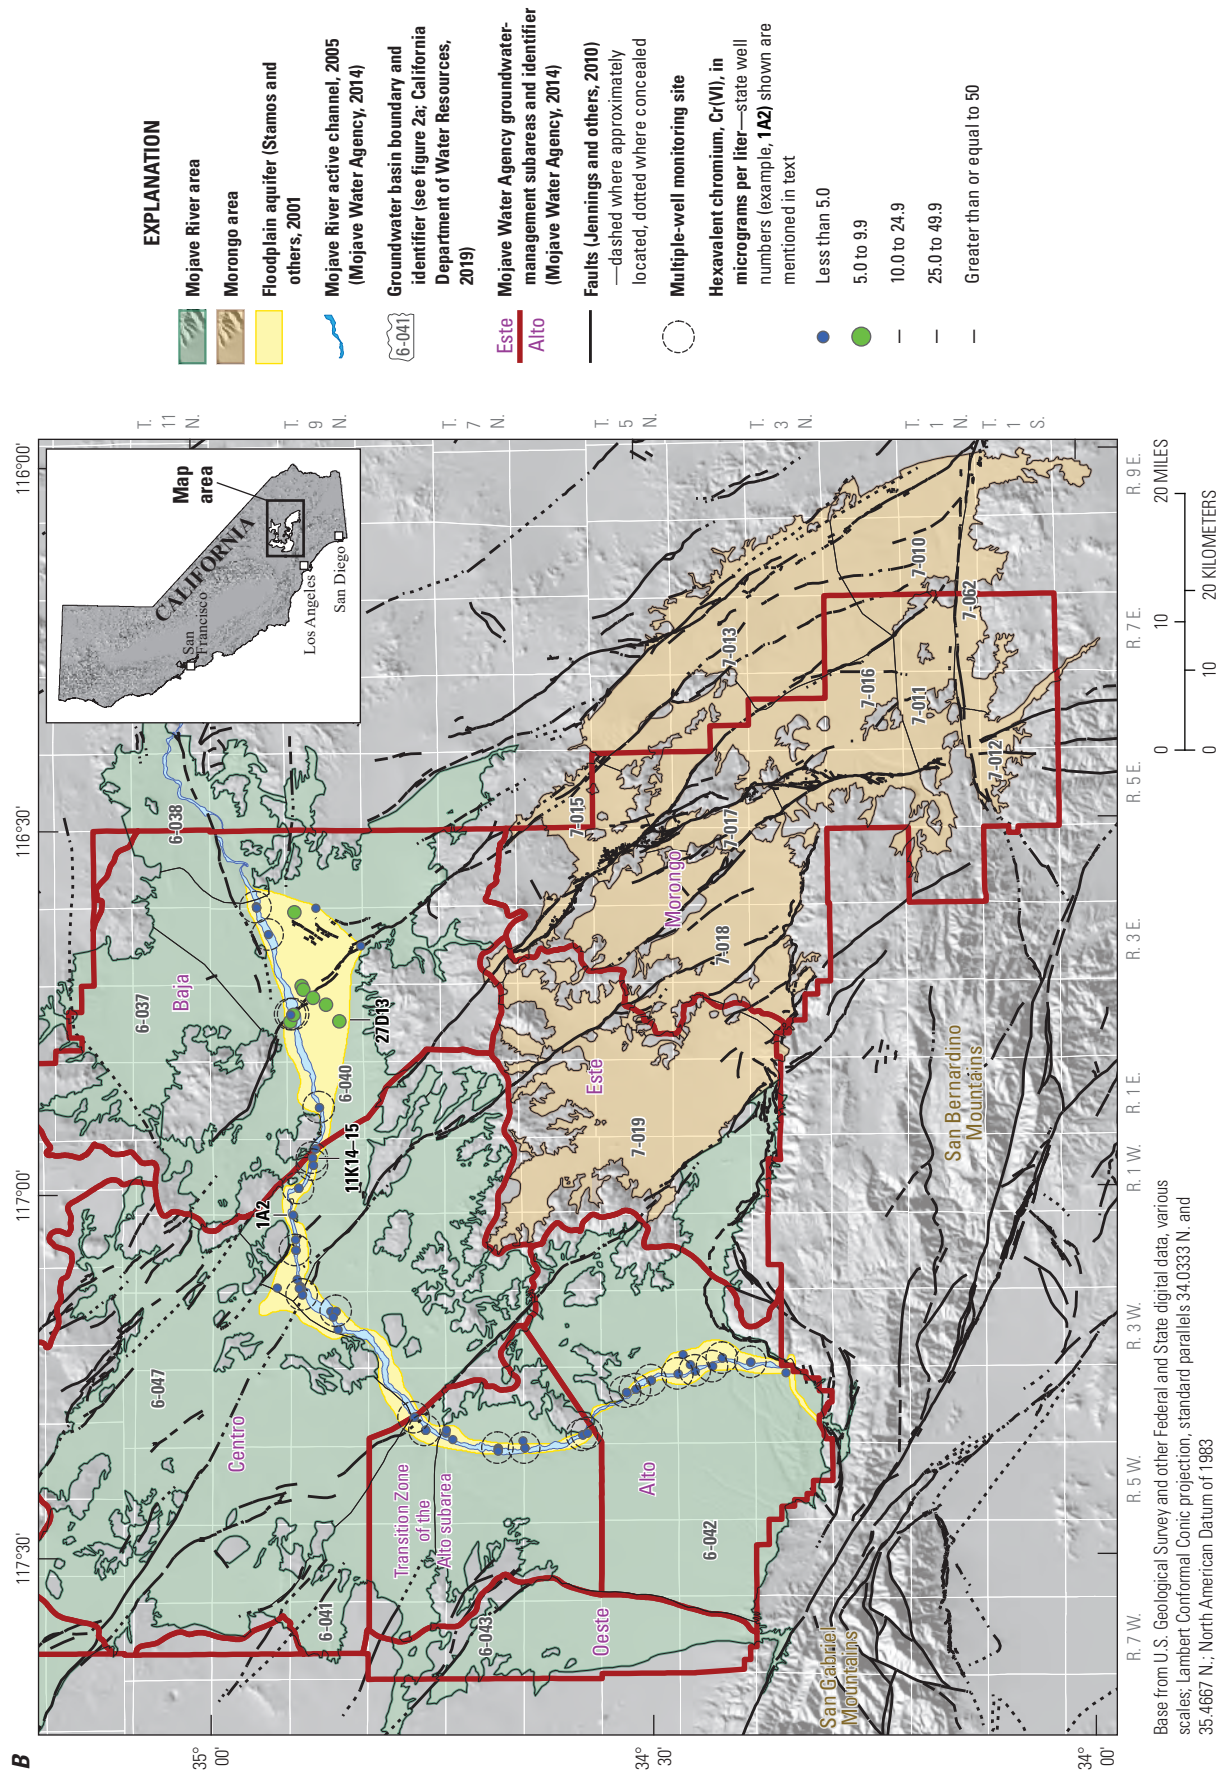 B
117°30'
117°00'
116°30'
116°00'
35°
00'
34°
30'
34°
00'
T.
11
N.
T.
9
N.
T.
7
N.
T.
5
N.
T.
3
N.
T.
1
N.
T.
1
S.
R. 7 W.
R. 5 W.
R. 3 W.
R. 1 W.
R. 1 E.
R. 3 E.
R. 5 E.
R. 7 E.
R. 9 E.
CALIFORNIA
Map
area
San
Francisco
Los Angeles
San Diego
6-047
Centro
6-041
Transition Zone
of the
Alto subarea
6-043
Oeste
Alto
6-042
6-037
Baja
6-038
6-040
1A2
11K14–15
27D13
Este
7-019
Morongo
7-018
7-017
7-015
7-013
7-016
7-011
7-010
7-012
7-062
San Gabriel
Mountains
San Bernardino
Mountains
0 10 20 MILES
0 10 20 KILOMETERS
Base from U.S. Geological Survey and other Federal and State digital data, various
scales; Lambert Conformal Conic projection, standard parallels 34.0333 N. and
35.4667 N.; North American Datum of 1983
EXPLANATION
Mojave River area
Morongo area
Floodplain aquifer (Stamos and
others, 2001
Mojave River active channel, 2005
(Mojave Water Agency, 2014)
6-041
Groundwater basin boundary and
identifier (see figure 2a; California
Department of Water Resources,
2019)
Este
Alto
Mojave Water Agency groundwater-
management subareas and identifier
(Mojave Water Agency, 2014)
Faults (Jennings and others, 2010)
—dashed where approximately
located, dotted where concealed
Multiple-well monitoring site
Hexavalent chromium, Cr(VI), in
micrograms per liter—state well
numbers (example, 1A2) shown are
mentioned in text
Less than 5.0
5.0 to 9.9
10.0 to 24.9
25.0 to 49.9
Greater than or equal to 50